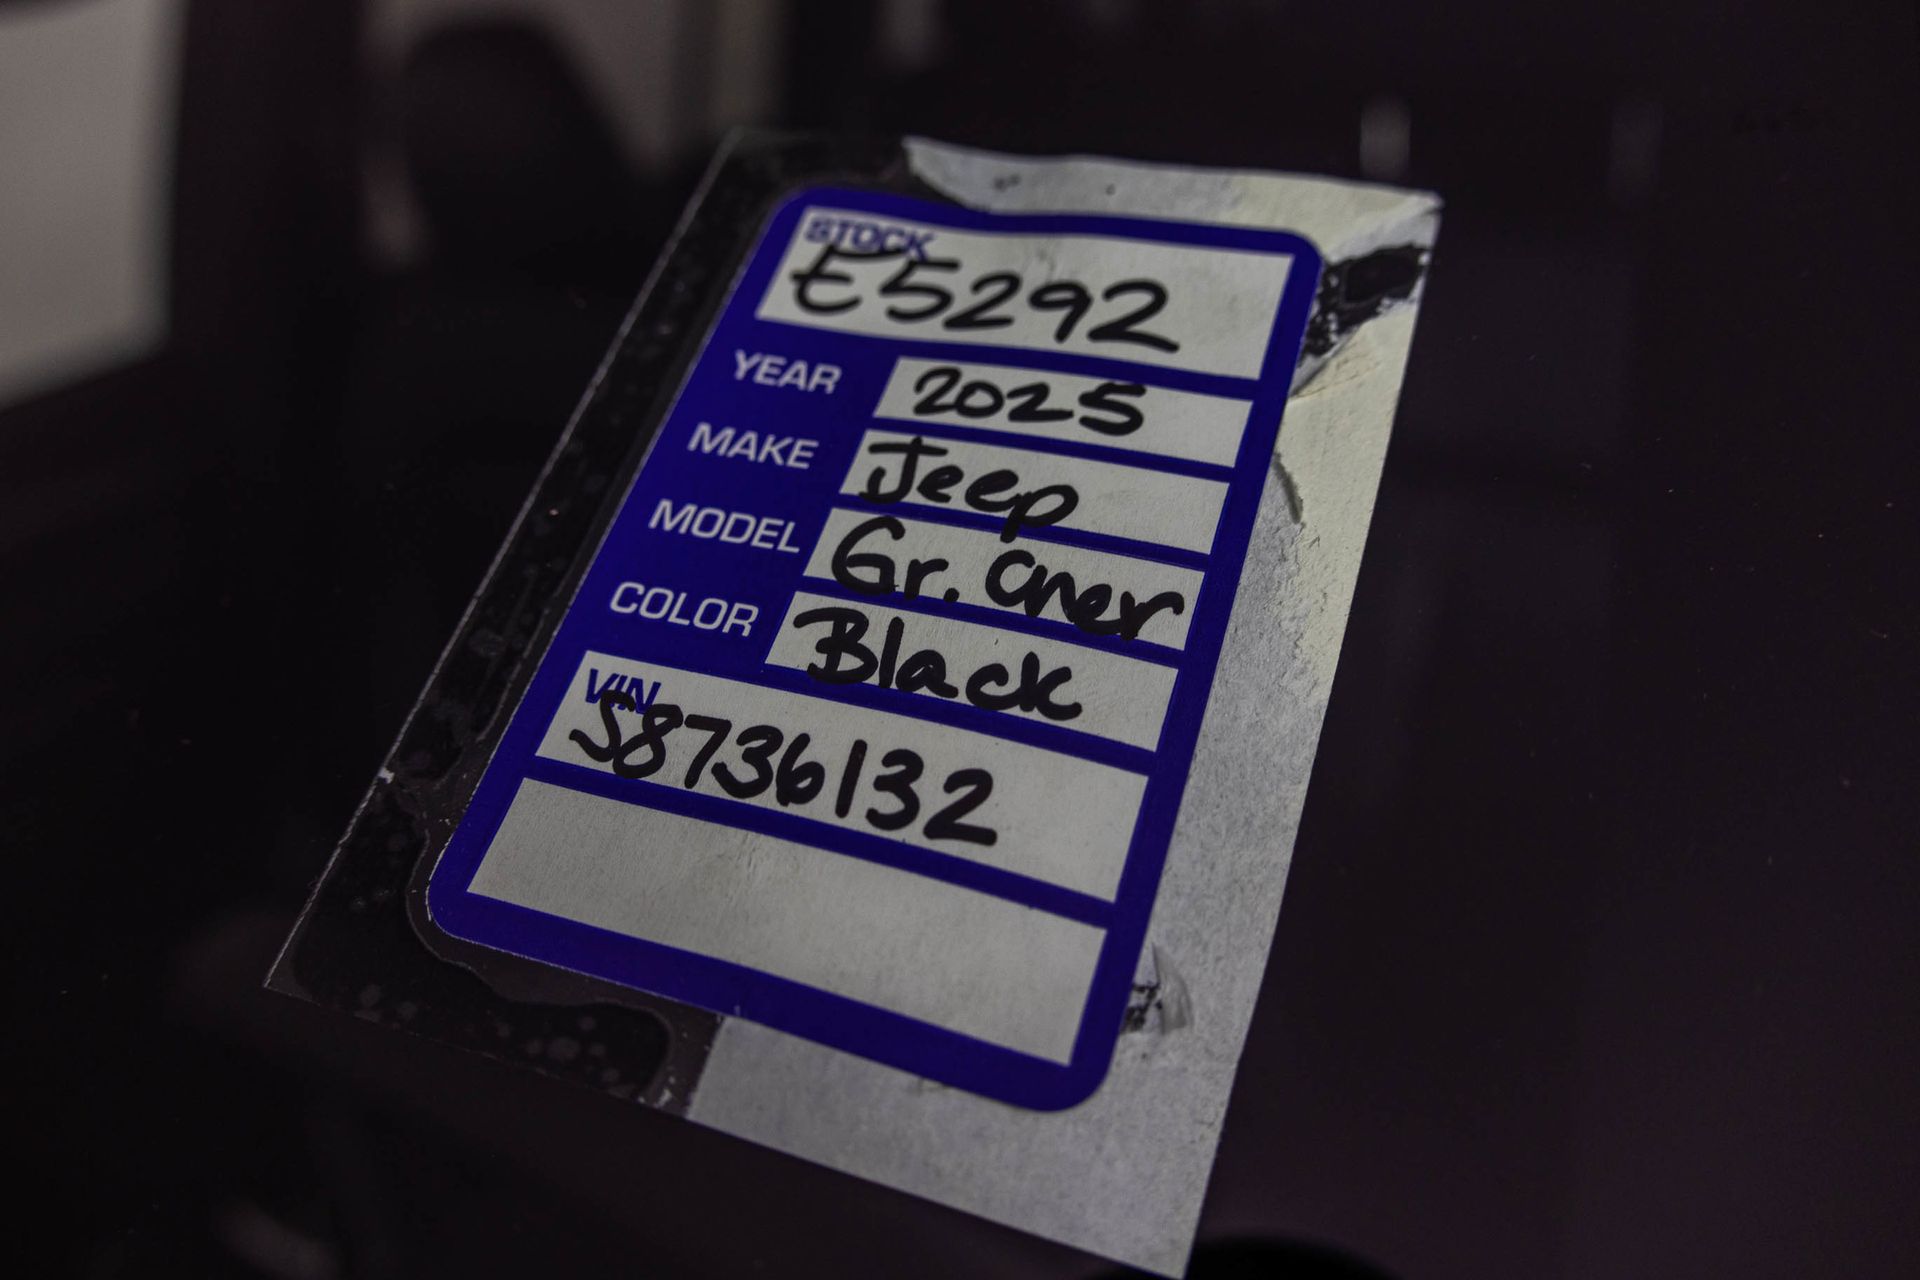 STOCK
E5292
YEAR 2025
MAKE Jeep
MODEL Gr. Cher
COLOR Black
VIN
S8736132